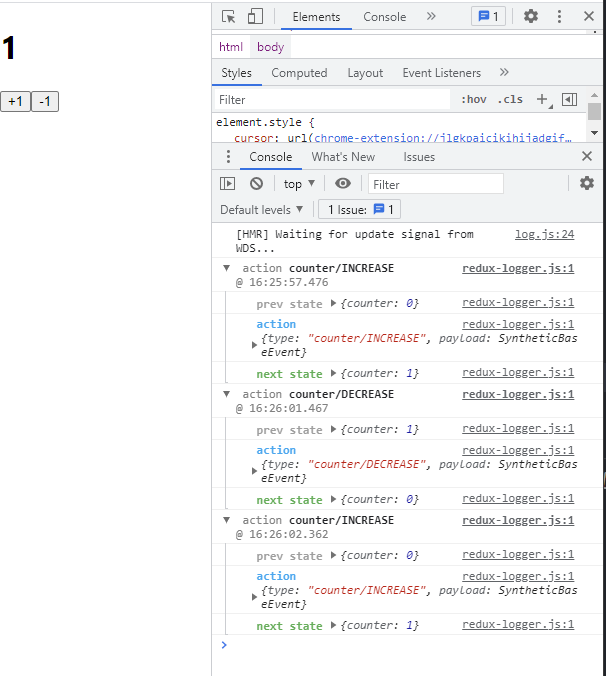 1
+1 -1
Elements Console 1
html body
Styles Computed Layout Event Listeners
Filter :hov .cls
element.style {
cursor: url(chrome-extension://jlgkpaicikihijadgif…
Console What's New Issues
top Filter
Default levels 1 Issue: 1
[HMR] Waiting for update signal from log.js:24
WDS...
action counter/INCREASE redux-logger.js:1
@ 16:25:57.476
prev state {counter: 0} redux-logger.js:1
action redux-logger.js:1
{type: "counter/INCREASE", payload: SyntheticBas
eEvent}
next state {counter: 1} redux-logger.js:1
action counter/DECREASE redux-logger.js:1
@ 16:26:01.467
prev state {counter: 1} redux-logger.js:1
action redux-logger.js:1
{type: "counter/DECREASE", payload: SyntheticBas
eEvent}
next state {counter: 0} redux-logger.js:1
action counter/INCREASE redux-logger.js:1
@ 16:26:02.362
prev state {counter: 0} redux-logger.js:1
action redux-logger.js:1
{type: "counter/INCREASE", payload: SyntheticBas
eEvent}
next state {counter: 1} redux-logger.js:1